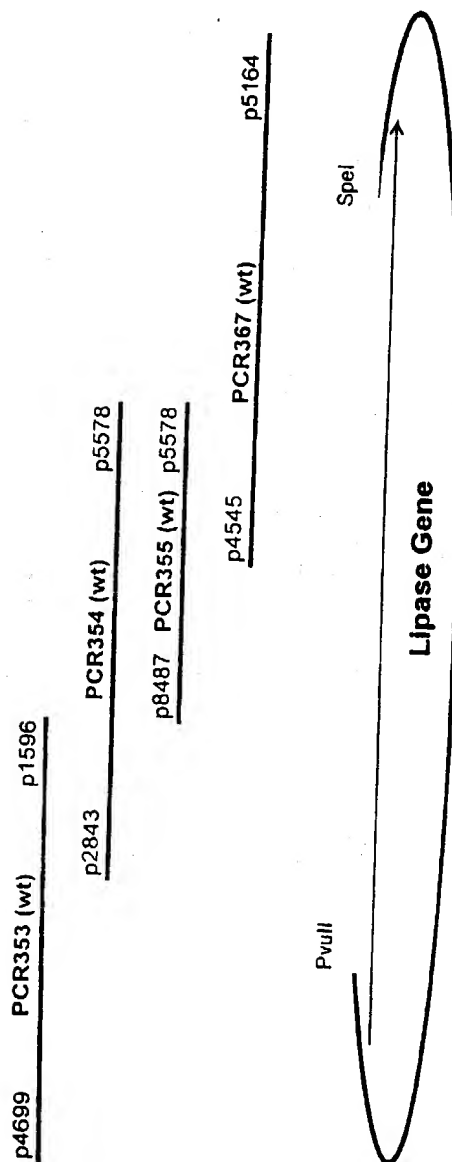 p4699 PCR353 (wt) p1596
p2843 PCR354 (wt) p5578
p8487 PCR355 (wt) p5578
p4545 PCR367 (wt) p5164
PvuII SpeI
Lipase Gene